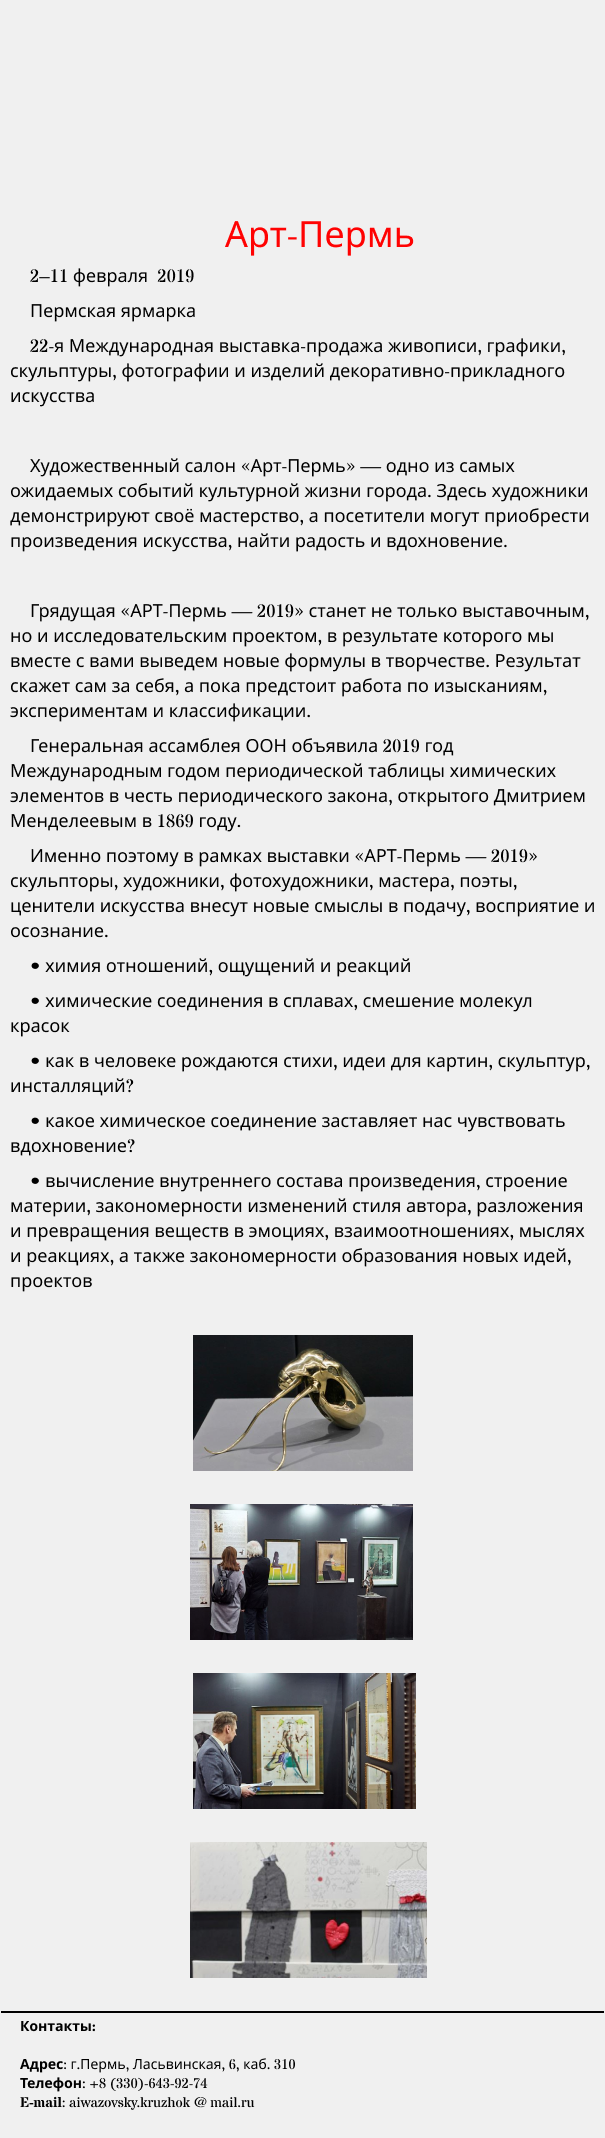 Арт-Пермь
2–11 февраля 2019
Пермская ярмарка
22-я Международная выставка-продажа живописи, графики,
скульптуры, фотографии и изделий декоративно-прикладного
искусства
Художественный салон «Арт-Пермь» — одно из самых
ожидаемых событий культурной жизни города. Здесь художники
демонстрируют своё мастерство, а посетители могут приобрести
произведения искусства, найти радость и вдохновение.
Грядущая «АРТ-Пермь — 2019» станет не только выставочным,
но и исследовательским проектом, в результате которого мы
вместе с вами выведем новые формулы в творчестве. Результат
скажет сам за себя, а пока предстоит работа по изысканиям,
экспериментам и классификации.
Генеральная ассамблея ООН объявила 2019 год
Международным годом периодической таблицы химических
элементов в честь периодического закона, открытого Дмитрием
Менделеевым в 1869 году.
Именно поэтому в рамках выставки «АРТ-Пермь — 2019»
скульпторы, художники, фотохудожники, мастера, поэты,
ценители искусства внесут новые смыслы в подачу, восприятие и
осознание.
• химия отношений, ощущений и реакций
• химические соединения в сплавах, смешение молекул
красок
• как в человеке рождаются стихи, идеи для картин, скульптур,
инсталляций?
• какое химическое соединение заставляет нас чувствовать
вдохновение?
• вычисление внутреннего состава произведения, строение
материи, закономерности изменений стиля автора, разложения
и превращения веществ в эмоциях, взаимоотношениях, мыслях
и реакциях, а также закономерности образования новых идей,
проектов
Контакты:
Адрес: г.Пермь, Ласьвинская, 6, каб. 310
Телефон: +8 (330)-643-92-74
E-mail: aiwazovsky.kruzhok @ mail.ru